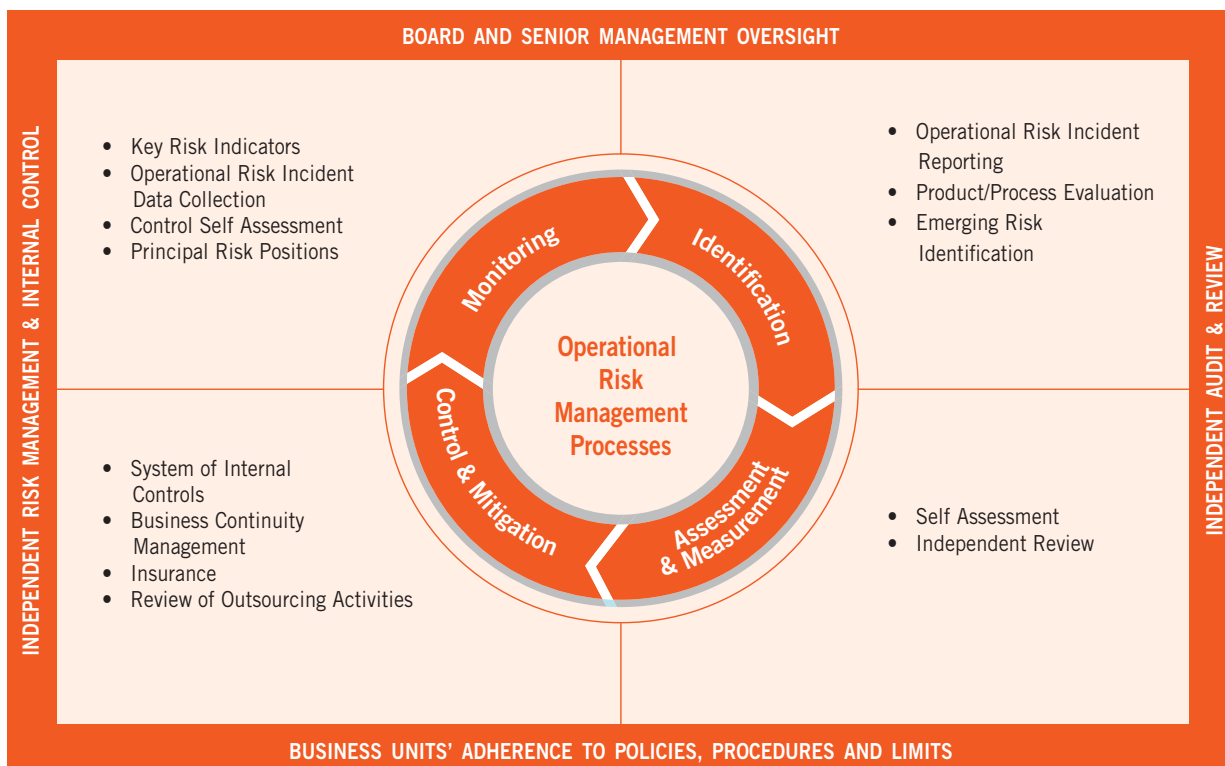 BOARD AND SENIOR MANAGEMENT OVERSIGHT
INDEPENDENT RISK MANAGEMENT & INTERNAL CONTROL
• Key Risk Indicators
• Operational Risk Incident
Data Collection
• Control Self Assessment
• Principal Risk Positions
• Operational Risk Incident
Reporting
• Product/Process Evaluation
• Emerging Risk
Identification
Monitoring
Identification
Operational
Risk
Management
Processes
Control & Mitigation
Assessment
& Measurement
• System of Internal
Controls
• Business Continuity
Management
• Insurance
• Review of Outsourcing Activities
• Self Assessment
• Independent Review
INDEPENDENT AUDIT & REVIEW
BUSINESS UNITS’ ADHERENCE TO POLICIES, PROCEDURES AND LIMITS